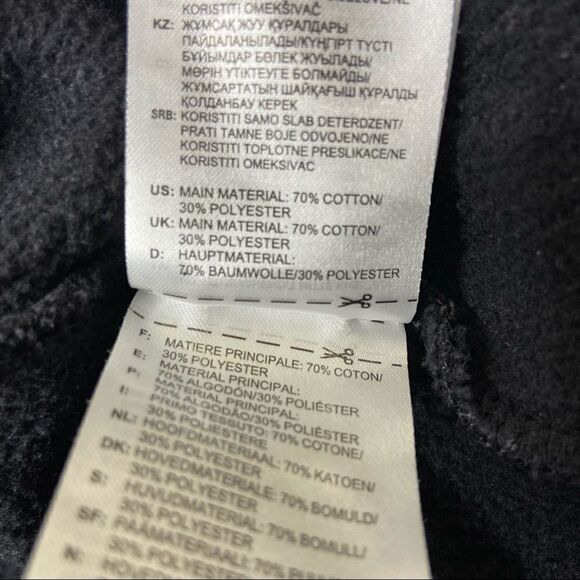 KORISTITI OMEKŠIVAČ
KZ: ЖҰМСАҚ ЖУУ ҚҰРАЛДАРЫ
ПАЙДАЛАНЫЛАДЫ/КҮҢГІРТ ТҮСТІ
БҰЙЫМДАР БӨЛЕК ЖУЫЛАДЫ/
МӨРІН ҮТІКТЕУГЕ БОЛМАЙДЫ/
ЖҰМСАРТАТЫН ШАЙҚАҒЫШ ҚҰРАЛДЫ
ҚОЛДАНБАУ КЕРЕК
SRB: KORISTITI SAMO SLAB DETERDZENT/
PRATI TAMNE BOJE ODVOJENO/NE
KORISTITI TOPLOTNE PRESLIKACE/NE
KORISTITI OMEKSIVAC
US: MAIN MATERIAL: 70% COTTON/
30% POLYESTER
UK: MAIN MATERIAL: 70% COTTON/
30% POLYESTER
D: HAUPTMATERIAL:
70% BAUMWOLLE/30% POLYESTER
F: MATIERE PRINCIPALE: 70% COTON/
30% POLYESTER
E: MATERIAL PRINCIPAL:
70% ALGODÓN/30% POLIÉSTER
P: MATERIAL PRINCIPAL:
70% ALGODÃO/30% POLIÉSTER
I: PRIMO TESSUTO: 70% COTONE/
30% POLIESTERE
NL: HOOFDMATERIAAL: 70% KATOEN/
30% POLYESTER
DK: HOVEDMATERIALE: 70% BOMULD/
30% POLYESTER
S: HUVUDMATERIAL: 70% BOMULL/
30% POLYESTER
SF: PÄÄMATERIAALI: 70%
30% POLYESTER
N: